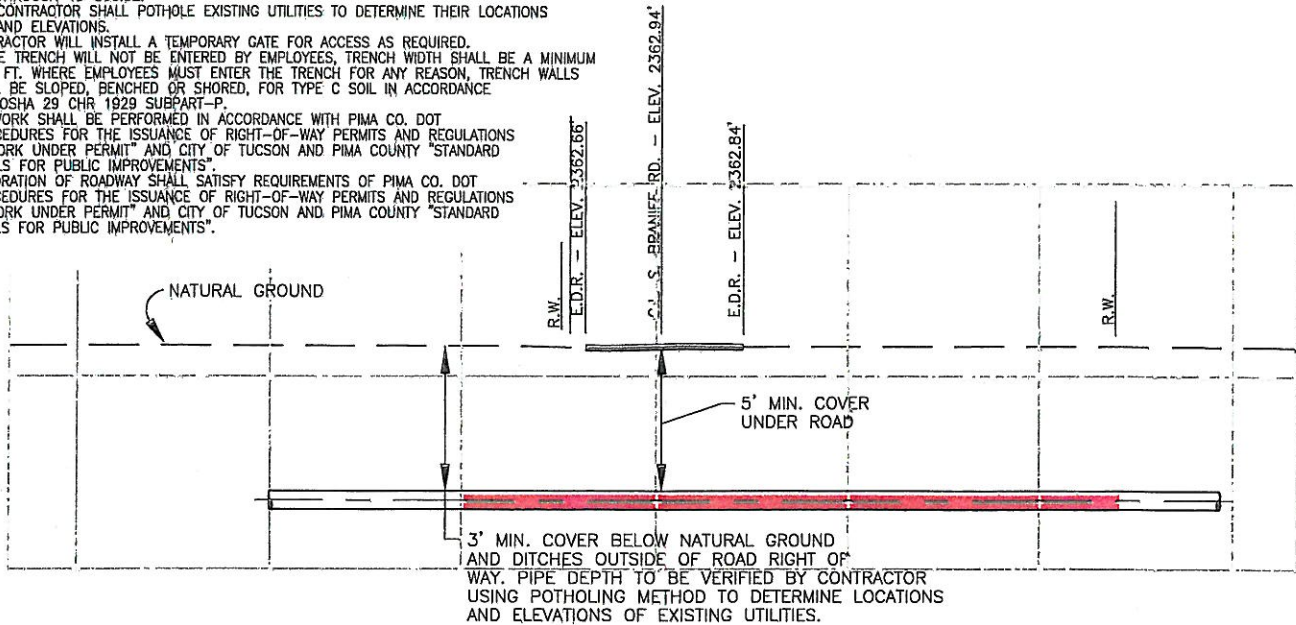 CONTRACTOR SHALL POTHOLE EXISTING UTILITIES TO DETERMINE THEIR LOCATIONS
AND ELEVATIONS.
RACTOR WILL INSTALL A TEMPORARY GATE FOR ACCESS AS REQUIRED.
E TRENCH WILL NOT BE ENTERED BY EMPLOYEES, TRENCH WIDTH SHALL BE A MINIMUM
FT. WHERE EMPLOYEES MUST ENTER THE TRENCH FOR ANY REASON, TRENCH WALLS
BE SLOPED, BENCHED OR SHORED, FOR TYPE C SOIL IN ACCORDANCE
OSHA 29 CHR 1929 SUBPART-P.
WORK SHALL BE PERFORMED IN ACCORDANCE WITH PIMA CO. DOT
CEDURES FOR THE ISSUANCE OF RIGHT-OF-WAY PERMITS AND REGULATIONS
ORK UNDER PERMIT" AND CITY OF TUCSON AND PIMA COUNTY "STANDARD
LS FOR PUBLIC IMPROVEMENTS".
ORATION OF ROADWAY SHALL SATISFY REQUIREMENTS OF PIMA CO. DOT
CEDURES FOR THE ISSUANCE OF RIGHT-OF-WAY PERMITS AND REGULATIONS
ORK UNDER PERMIT" AND CITY OF TUCSON AND PIMA COUNTY "STANDARD
LS FOR PUBLIC IMPROVEMENTS".
NATURAL GROUND
R.W.
E.D.R. - ELEV. 2362.66'
S. BRANIFF RD. - ELEV. 2362.94'
E.D.R. - ELEV. 2362.84'
R.W.
5' MIN. COVER
UNDER ROAD
3' MIN. COVER BELOW NATURAL GROUND
AND DITCHES OUTSIDE OF ROAD RIGHT OF
WAY. PIPE DEPTH TO BE VERIFIED BY CONTRACTOR
USING POTHOLING METHOD TO DETERMINE LOCATIONS
AND ELEVATIONS OF EXISTING UTILITIES.